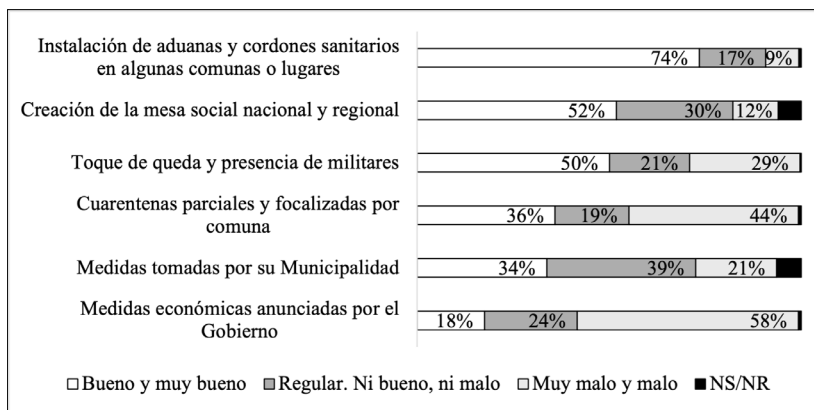 Instalación de aduanas y cordones sanitarios
en algunas comunas o lugares
74% 17% 9%
Creación de la mesa social nacional y regional
52% 30% 12%
Toque de queda y presencia de militares
50% 21% 29%
Cuarentenas parciales y focalizadas por
comuna
36% 19% 44%
Medidas tomadas por su Municipalidad
34% 39% 21%
Medidas económicas anunciadas por el
Gobierno
18% 24% 58%
Bueno y muy bueno Regular. Ni bueno, ni malo Muy malo y malo NS/NR